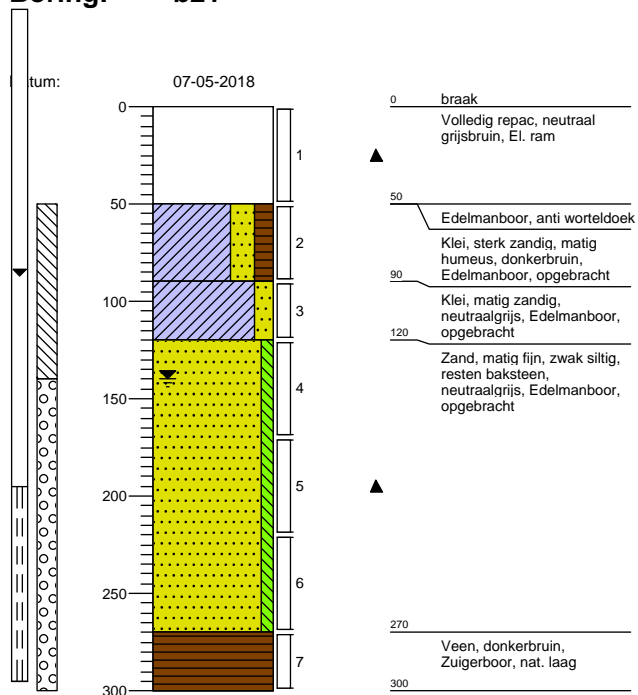 Datum: 07-05-2018
0
50
100
150
200
250
300
1
2
3
4
5
6
7
0 braak
Volledig repac, neutraal
grijsbruin, El. ram
50
Edelmanboor, anti worteldoek
Klei, sterk zandig, matig
humeus, donkerbruin,
Edelmanboor, opgebracht
90
Klei, matig zandig,
neutraalgrijs, Edelmanboor,
opgebracht
120
Zand, matig fijn, zwak siltig,
resten baksteen,
neutraalgrijs, Edelmanboor,
opgebracht
270
Veen, donkerbruin,
Zuigerboor, nat. laag
300